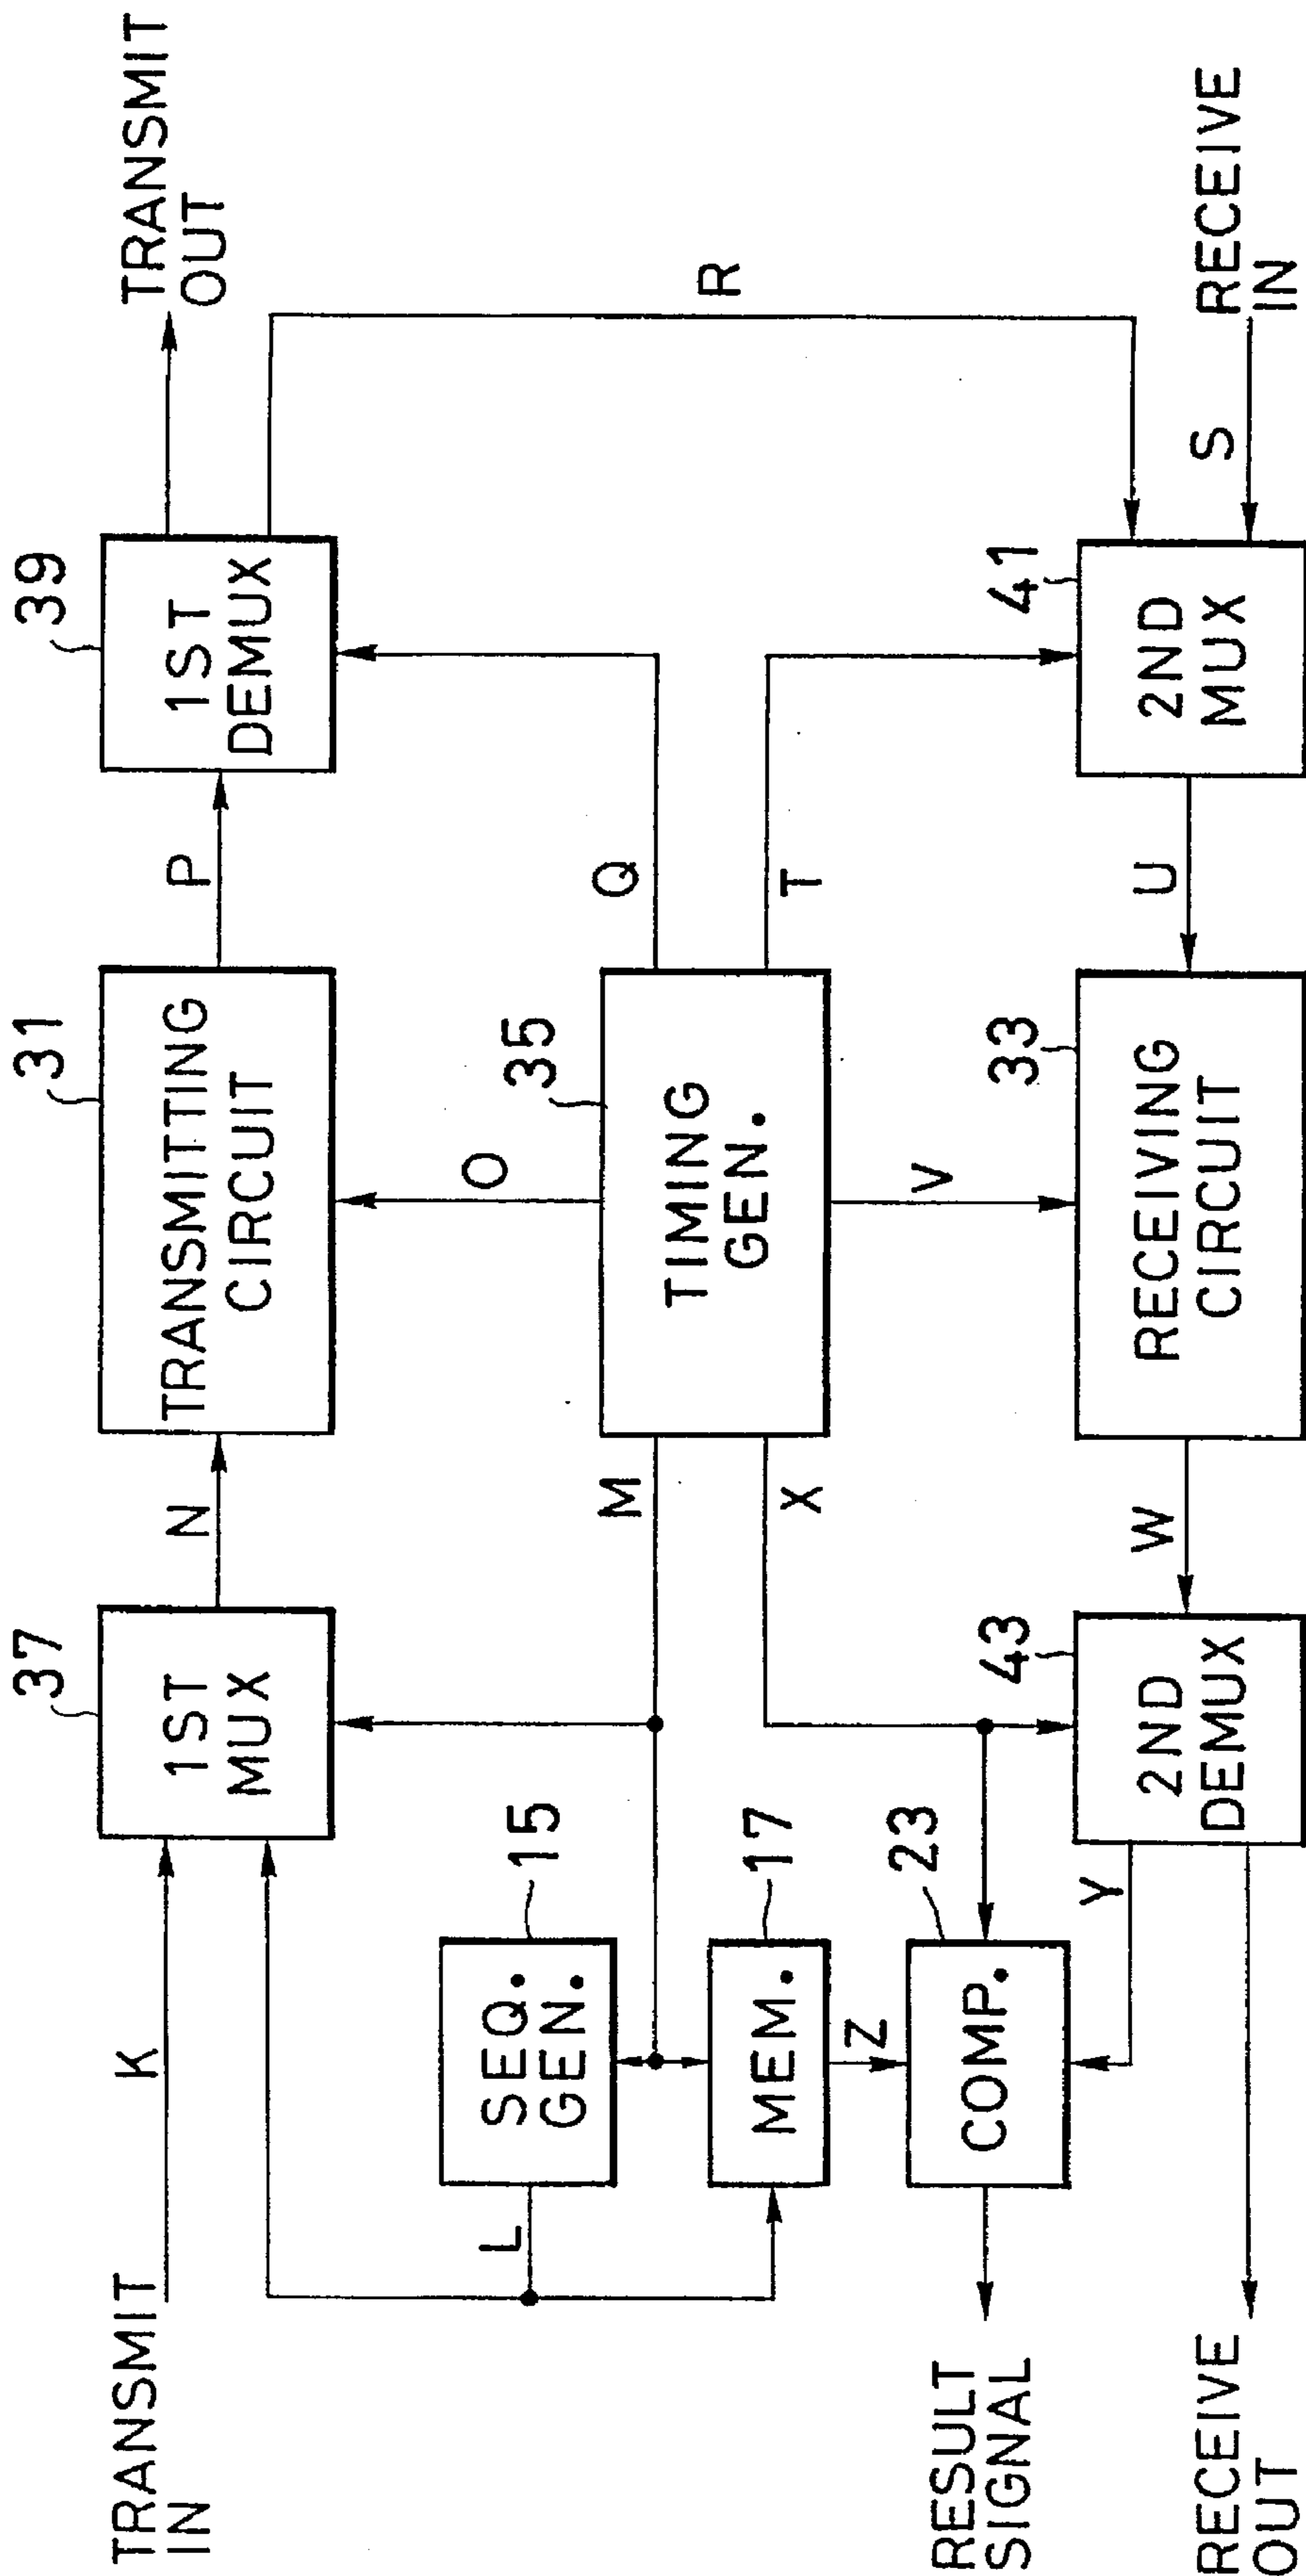 TRANSMIT
IN
K
37
1ST
MUX
N
31
TRANSMITTING
CIRCUIT
P
39
1ST
DEMUX
TRANSMIT
OUT
L
SEQ.
GEN.
15
M
O
35
TIMING
GEN.
Q
R
MEM.
17
X
T
Z
V
RESULT
SIGNAL
COMP.
23
Y
43
2ND
DEMUX
W
33
RECEIVING
CIRCUIT
U
41
2ND
MUX
S
RECEIVE
IN
RECEIVE
OUT